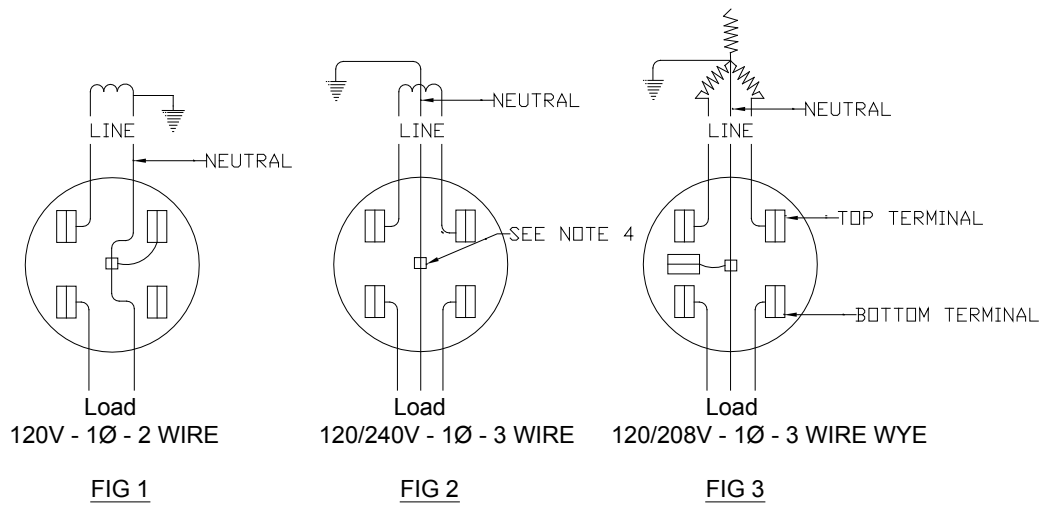 NEUTRAL
NEUTRAL
LINE
LINE
LINE
NEUTRAL
TOP TERMINAL
SEE NOTE 4
BOTTOM TERMINAL
Load
Load
Load
120V - 1Ø - 2 WIRE
120/240V - 1Ø - 3 WIRE
120/208V - 1Ø - 3 WIRE WYE
FIG 1
FIG 2
FIG 3